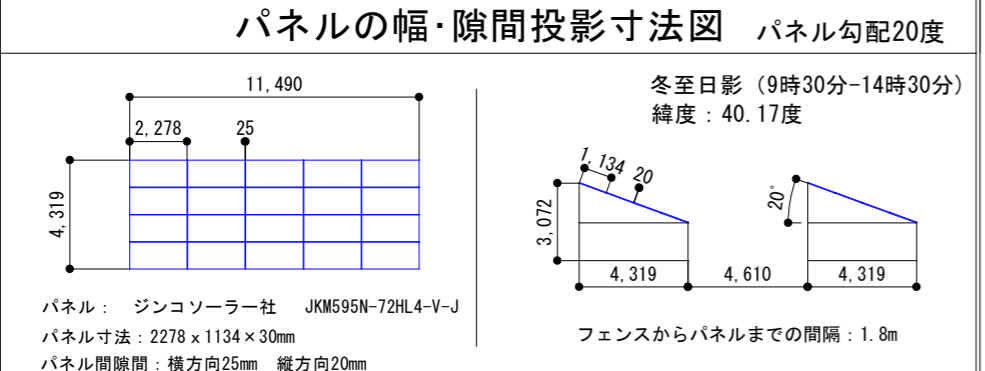 パネルの幅・隙間投影寸法図 パネル勾配20度
11,490
2,278 25
4,319
パネル： ジンコソーラー社 JKM595N-72HL4-V-J
パネル寸法：2278ｘ1134×30mm
パネル間隙間：横方向25mm 縦方向20mm
冬至日影（9時30分-14時30分）
緯度：40.17度
1,134 20
3,072
20°
4,319 4,610 4,319
フェンスからパネルまでの間隔：1.8m